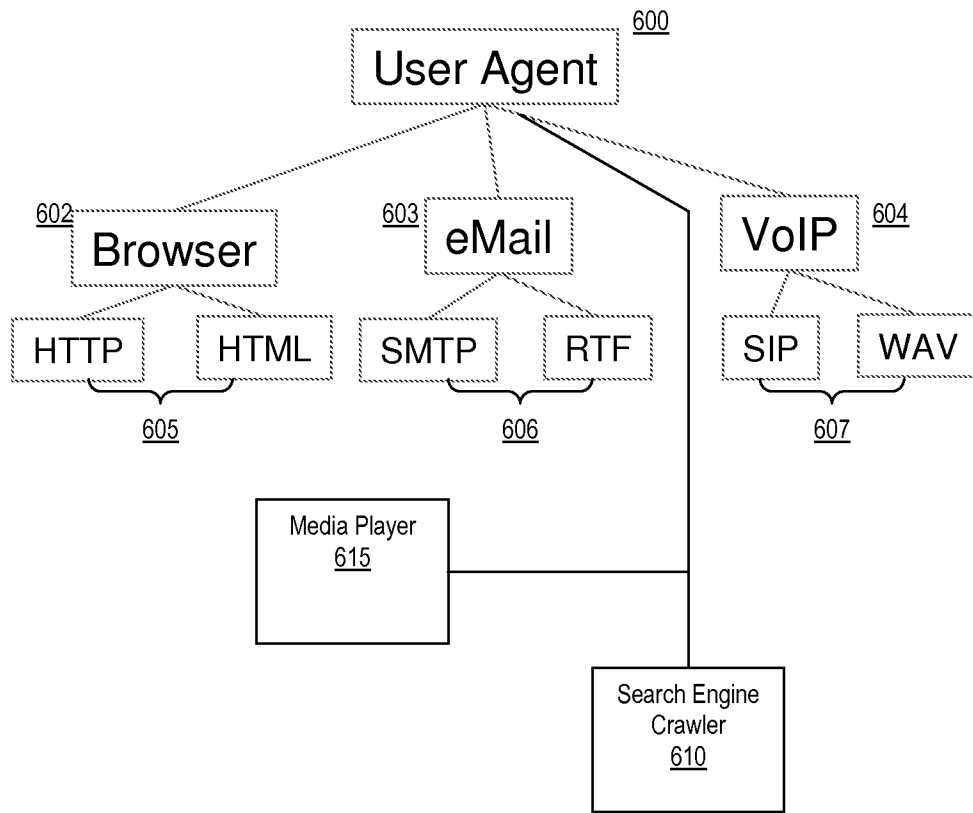 600
User Agent
602
Browser
603
eMail
604
VoIP
HTTP
HTML
SMTP
RTF
SIP
WAV
605
606
607
Media Player
615
Search Engine
Crawler
610